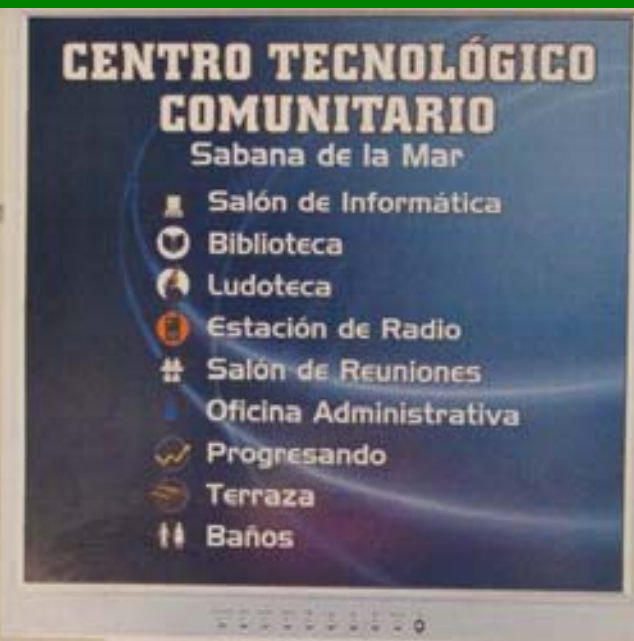 CENTRO TECNOLÓGICO
COMUNITARIO
Sabana de la Mar
Salón de Informática
Biblioteca
Ludoteca
Estación de Radio
Salón de Reuniones
Oficina Administrativa
Progresando
Terraza
Baños